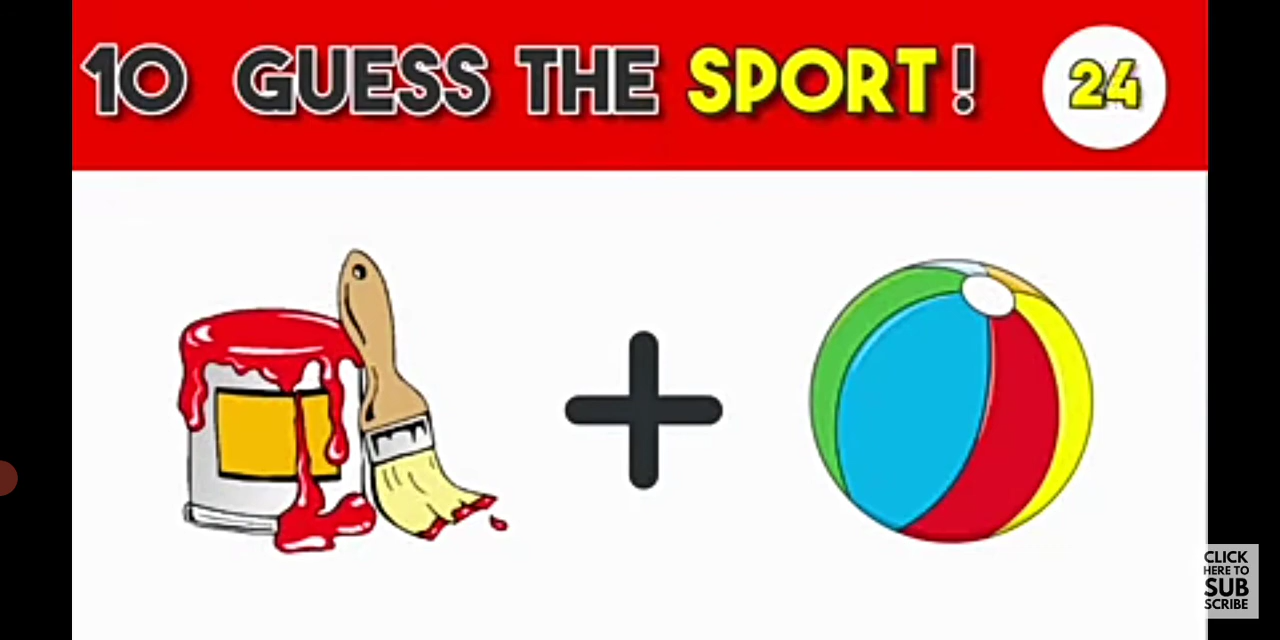 10 GUESS THE SPORT!
24
CLICK
HERE TO
SUB
SCRIBE